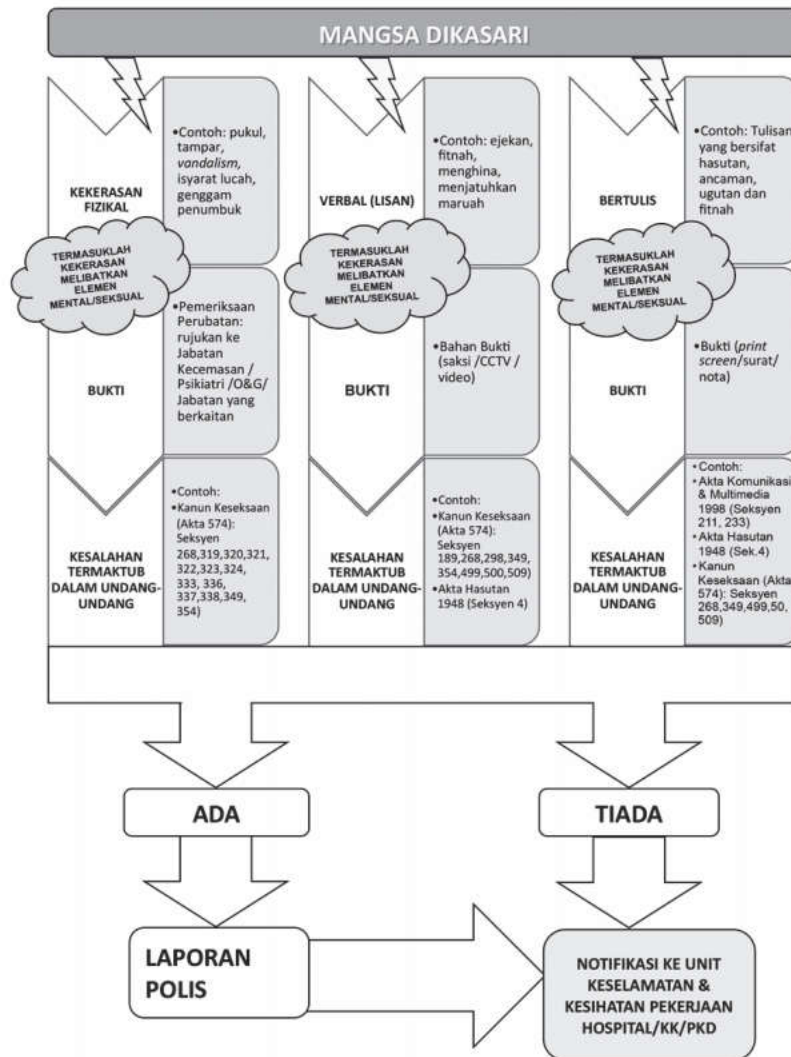 MANGSA DIKASARI
KEKERASAN
FIZIKAL
•Contoh: pukul,
tampar,
vandalism,
isyarat lucah,
genggam
penumbuk
TERMASUKLAH
KEKERASAN
MELIBATKAN
ELEMEN
MENTAL/SEKSUAL
BUKTI
•Pemeriksaan
Perubatan:
rujukan ke
Jabatan
Kecemasan /
Psikiatri /O&G/
Jabatan yang
berkaitan
KESALAHAN
TERMAKTUB
DALAM UNDANG-
UNDANG
•Contoh:
•Kanun Keseksaan
(Akta 574):
Seksyen
268,319,320,321,
322,323,324,
333, 336,
337,338,349,
354)
VERBAL (LISAN)
•Contoh: ejekan,
fitnah,
menghina,
menjatuhkan
maruah
TERMASUKLAH
KEKERASAN
MELIBATKAN
ELEMEN
MENTAL/SEKSUAL
BUKTI
•Bahan Bukti
(saksi /CCTV /
video)
KESALAHAN
TERMAKTUB
DALAM UNDANG-
UNDANG
•Contoh:
•Kanun Keseksaan
(Akta 574):
Seksyen
189,268,298,349,
354,499,500,509)
•Akta Hasutan
1948 (Seksyen 4)
BERTULIS
•Contoh: Tulisan
yang bersifat
hasutan,
ancaman,
ugutan dan
fitnah
TERMASUKLAH
KEKERASAN
MELIBATKAN
ELEMEN
MENTAL/SEKSUAL
BUKTI
•Bukti (print
screen/surat/
nota)
KESALAHAN
TERMAKTUB
DALAM UNDANG-
UNDANG
•Contoh:
•Akta Komunikasi
& Multimedia
1998 (Seksyen
211, 233)
•Akta Hasutan
1948 (Sek.4)
•Kanun
Keseksaan (Akta
574): Seksyen
268,349,499,50,
509)
ADA
TIADA
LAPORAN
POLIS
NOTIFIKASI KE UNIT
KESELAMATAN &
KESIHATAN PEKERJAAN
HOSPITAL/KK/PKD